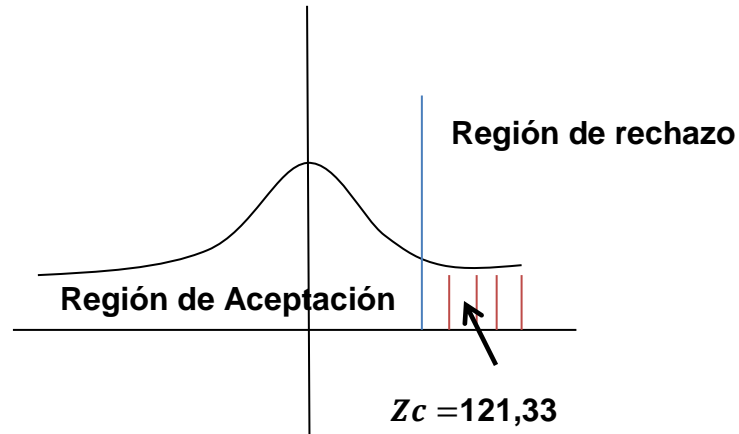 Región de rechazo
Región de Aceptación
Zc =121,33